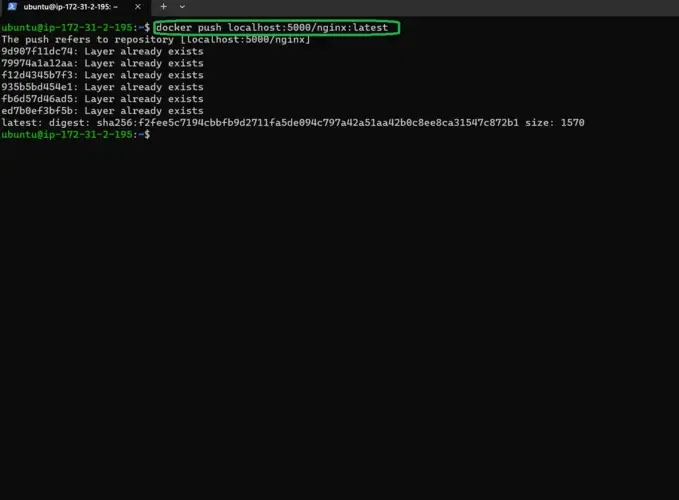 ubuntu@ip-172-31-2-195: ~
ubuntu@ip-172-31-2-195:~$ docker push localhost:5000/nginx:latest
The push refers to repository [localhost:5000/nginx]
9d907f11dc74: Layer already exists
79974a1a12aa: Layer already exists
f12d4345b7f3: Layer already exists
935b5bd454e1: Layer already exists
fb6d57d46ad5: Layer already exists
ed7b0ef3bf5b: Layer already exists
latest: digest: sha256:f2fee5c7194cbbfb9d2711fa5de094c797a42a51aa42b0c8ee8ca31547c872b1 size: 1570
ubuntu@ip-172-31-2-195:~$